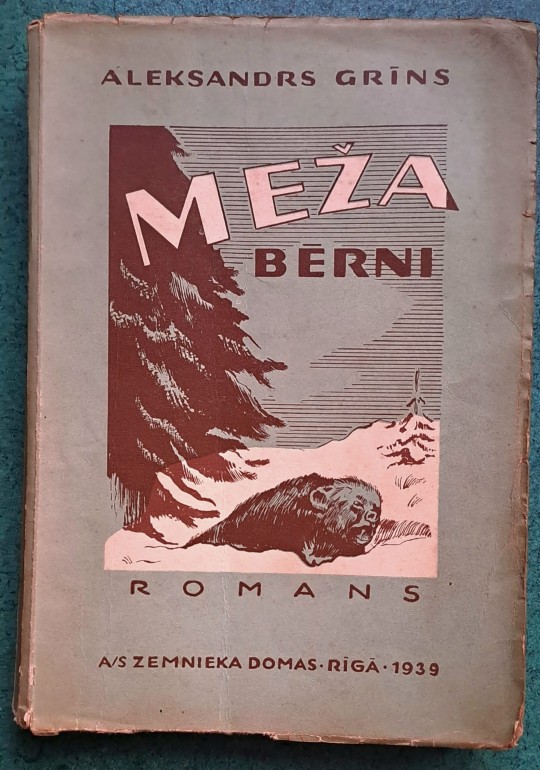 ALEKSANDRS GRĪNS
MEŽA
BĒRNI
ROMANS
A/S ZEMNIEKA DOMAS·RĪGĀ·1939